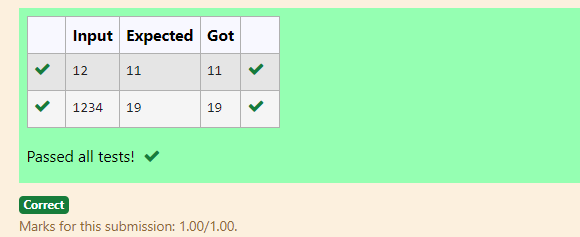 Input Expected Got
12 11 11
1234 19 19
Passed all tests!
Correct
Marks for this submission: 1.00/1.00.